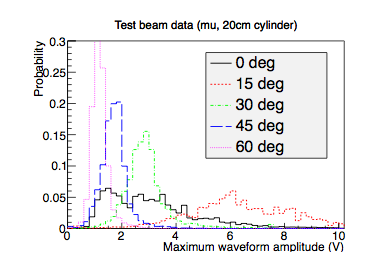 Test beam data (mu, 20cm cylinder)
Probability
0.3
0.25
0.2
0.15
0.1
0.05
0
0 deg
15 deg
30 deg
45 deg
60 deg
0 2 4 6 8 10
Maximum waveform amplitude (V)